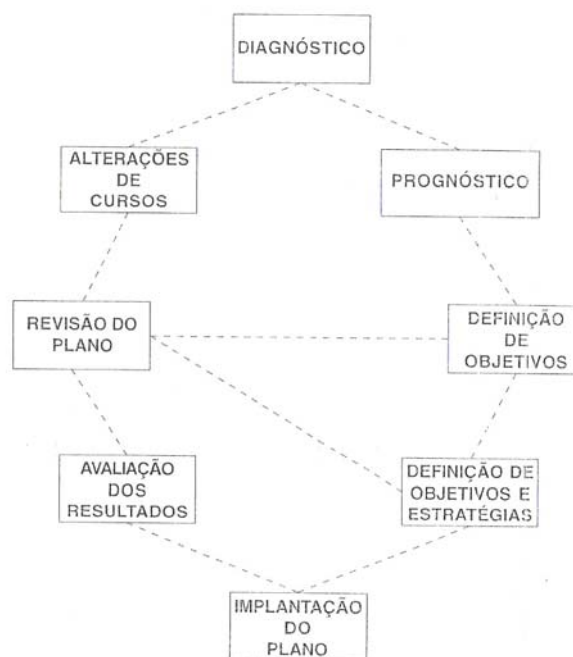 DIAGNÓSTICO
ALTERAÇÕES
DE
CURSOS
PROGNÓSTICO
REVISÃO DO
PLANO
DEFINIÇÃO
DE
OBJETIVOS
AVALIAÇÃO
DOS
RESULTADOS
DEFINIÇÃO DE
OBJETIVOS E
ESTRATÉGIAS
IMPLANTAÇÃO
DO
PLANO